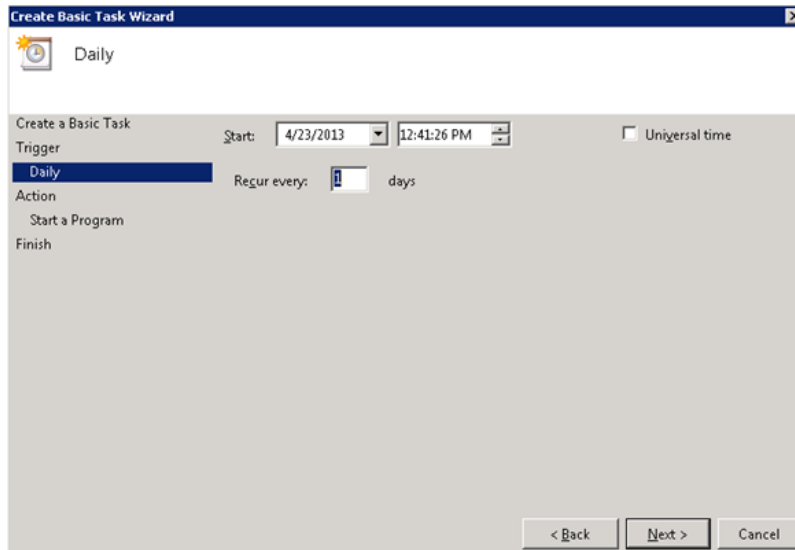 Create Basic Task Wizard
Daily
Create a Basic Task
Trigger
Daily
Action
Start a Program
Finish
Start: 4/23/2013 12:41:26 PM Universal time
Recur every: 1 days
< Back Next > Cancel